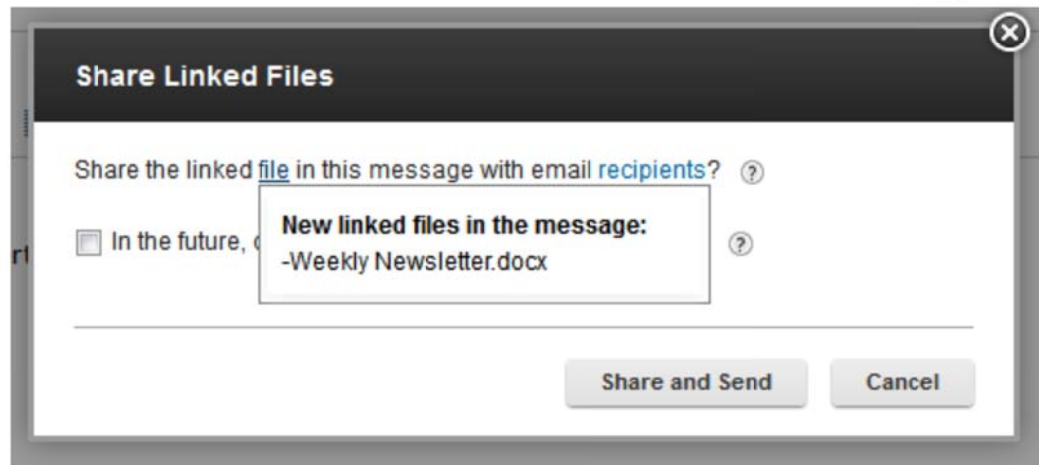 Share Linked Files
Share the linked file in this message with email recipients? ?
New linked files in the message:
In the future, ?
-Weekly Newsletter.docx
Share and Send Cancel